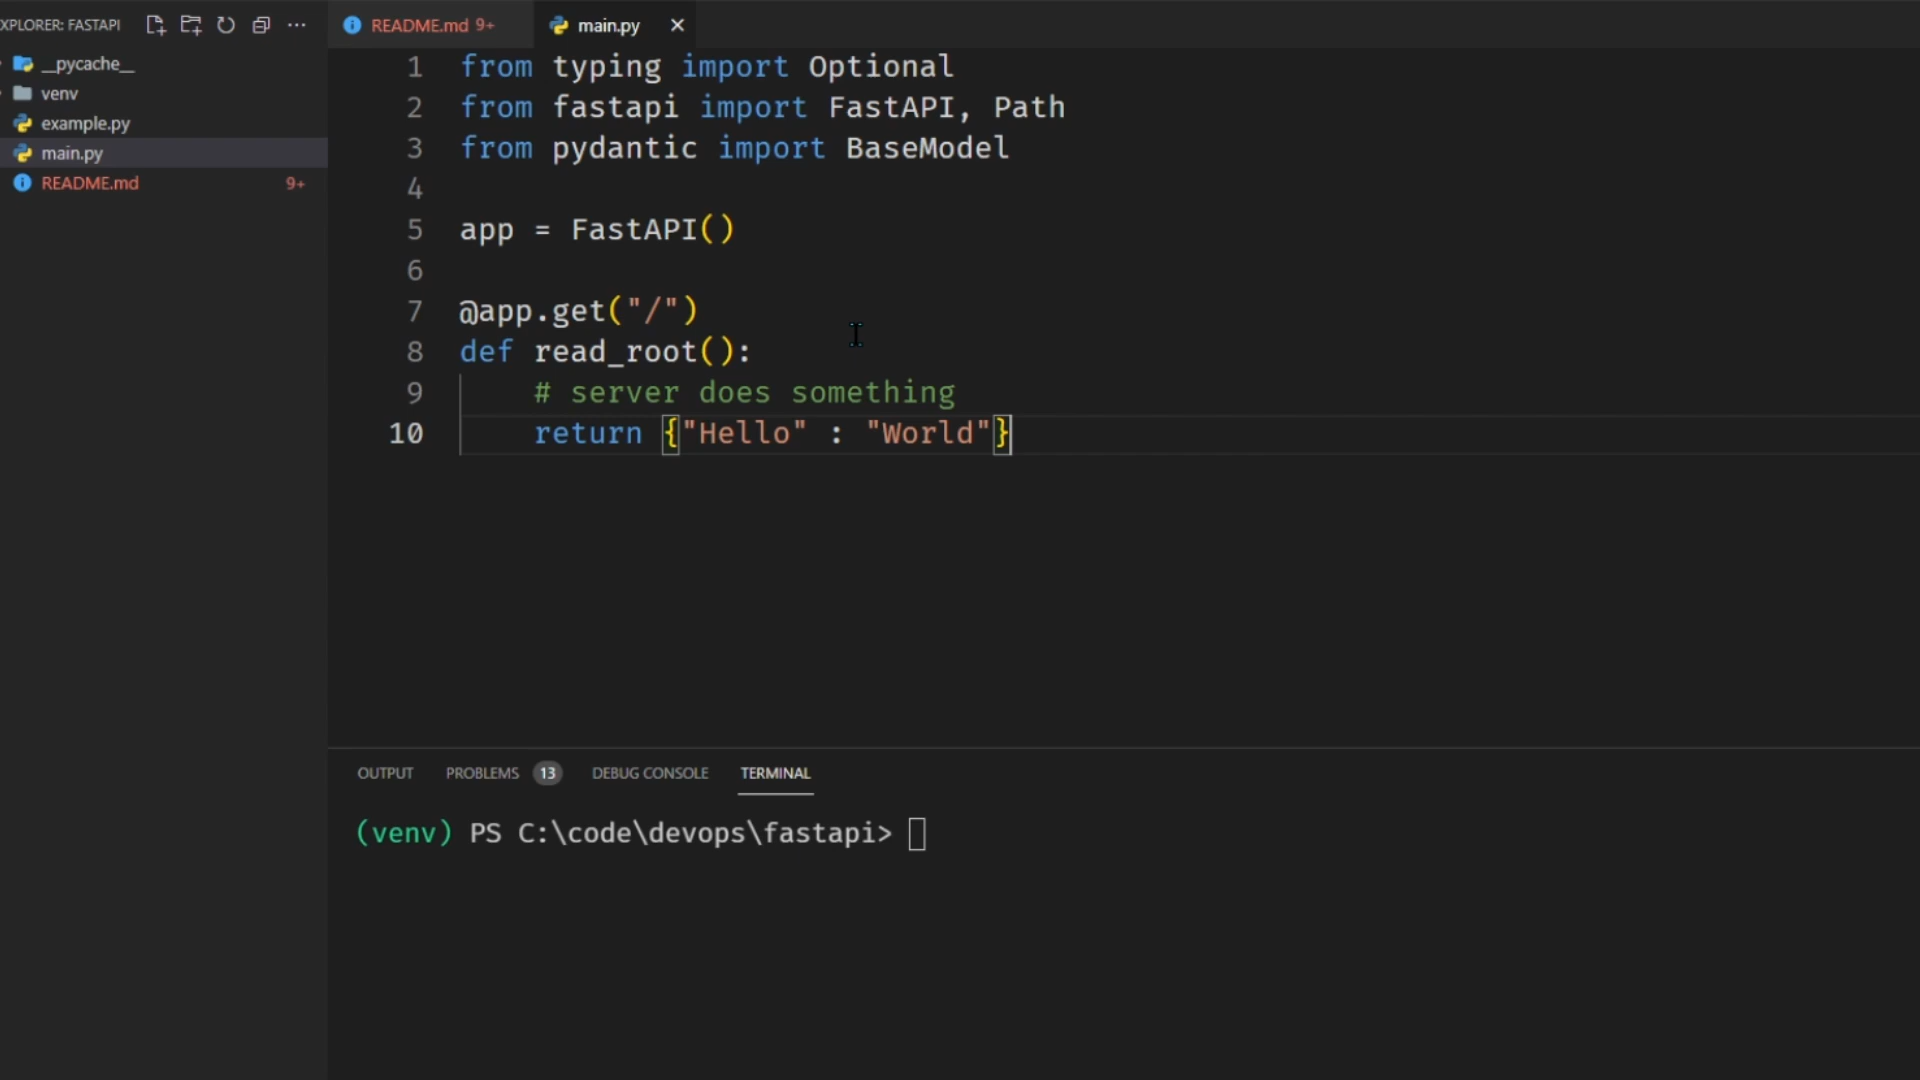 XPLORER: FASTAPI
__pycache__
venv
example.py
main.py
README.md 9+
README.md 9+
main.py
1 from typing import Optional
2 from fastapi import FastAPI, Path
3 from pydantic import BaseModel
4
5 app = FastAPI()
6
7 @app.get("/")
8 def read_root():
9 # server does something
10 return {"Hello" : "World"}
OUTPUT PROBLEMS 13 DEBUG CONSOLE TERMINAL
(venv) PS C:\code\devops\fastapi>